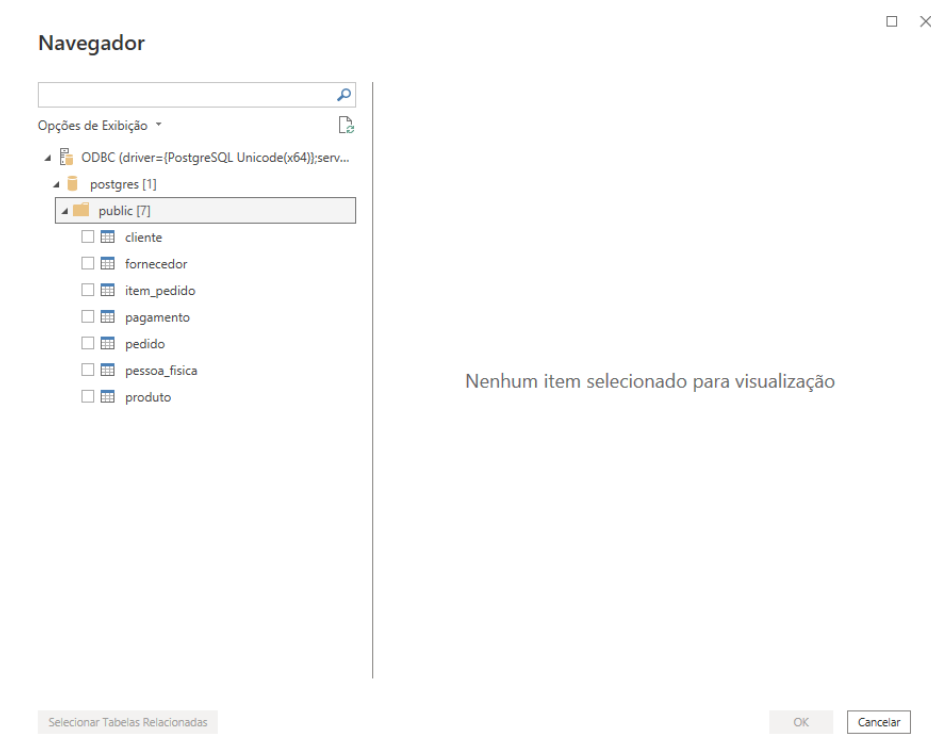 Navegador
Opções de Exibição
ODBC (driver={PostgreSQL Unicode(x64)};serv...
postgres [1]
public [7]
cliente
fornecedor
item_pedido
pagamento
pedido
pessoa_fisica
produto
Nenhum item selecionado para visualização
Selecionar Tabelas Relacionadas
OK
Cancelar